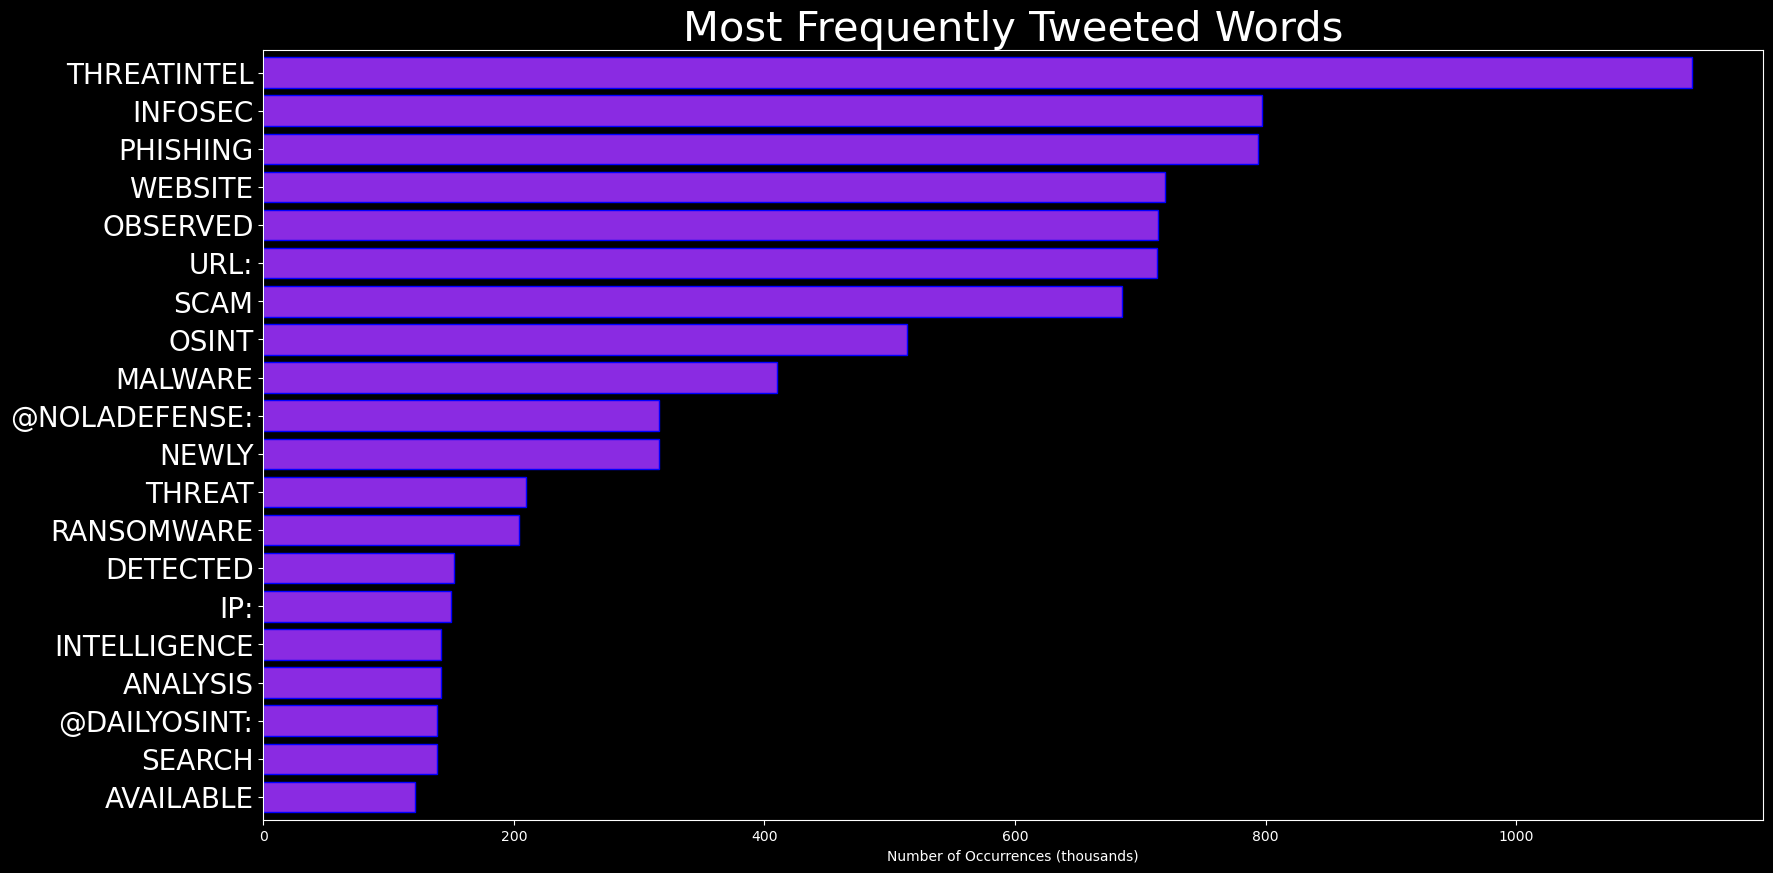 Most Frequently Tweeted Words
THREATINTEL
INFOSEC
PHISHING
WEBSITE
OBSERVED
URL:
SCAM
OSINT
MALWARE
@NOLADEFENSE:
NEWLY
THREAT
RANSOMWARE
DETECTED
IP:
INTELLIGENCE
ANALYSIS
@DAILYOSINT:
SEARCH
AVAILABLE
0 200 400 600 800 1000
Number of Occurrences (thousands)